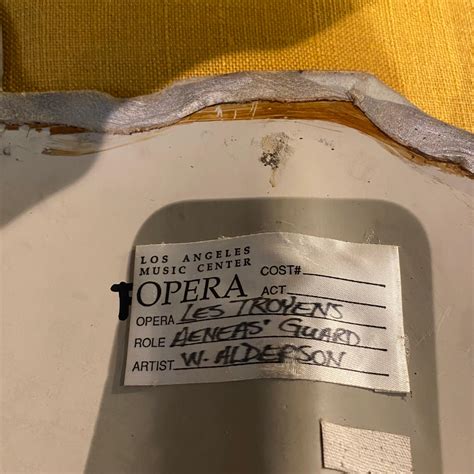 LOS ANGELES
MUSIC CENTER COST#
OPERA ACT
OPERA LES TROYENS
ROLE AENEAS' GUARD
ARTIST W. ALDERSON